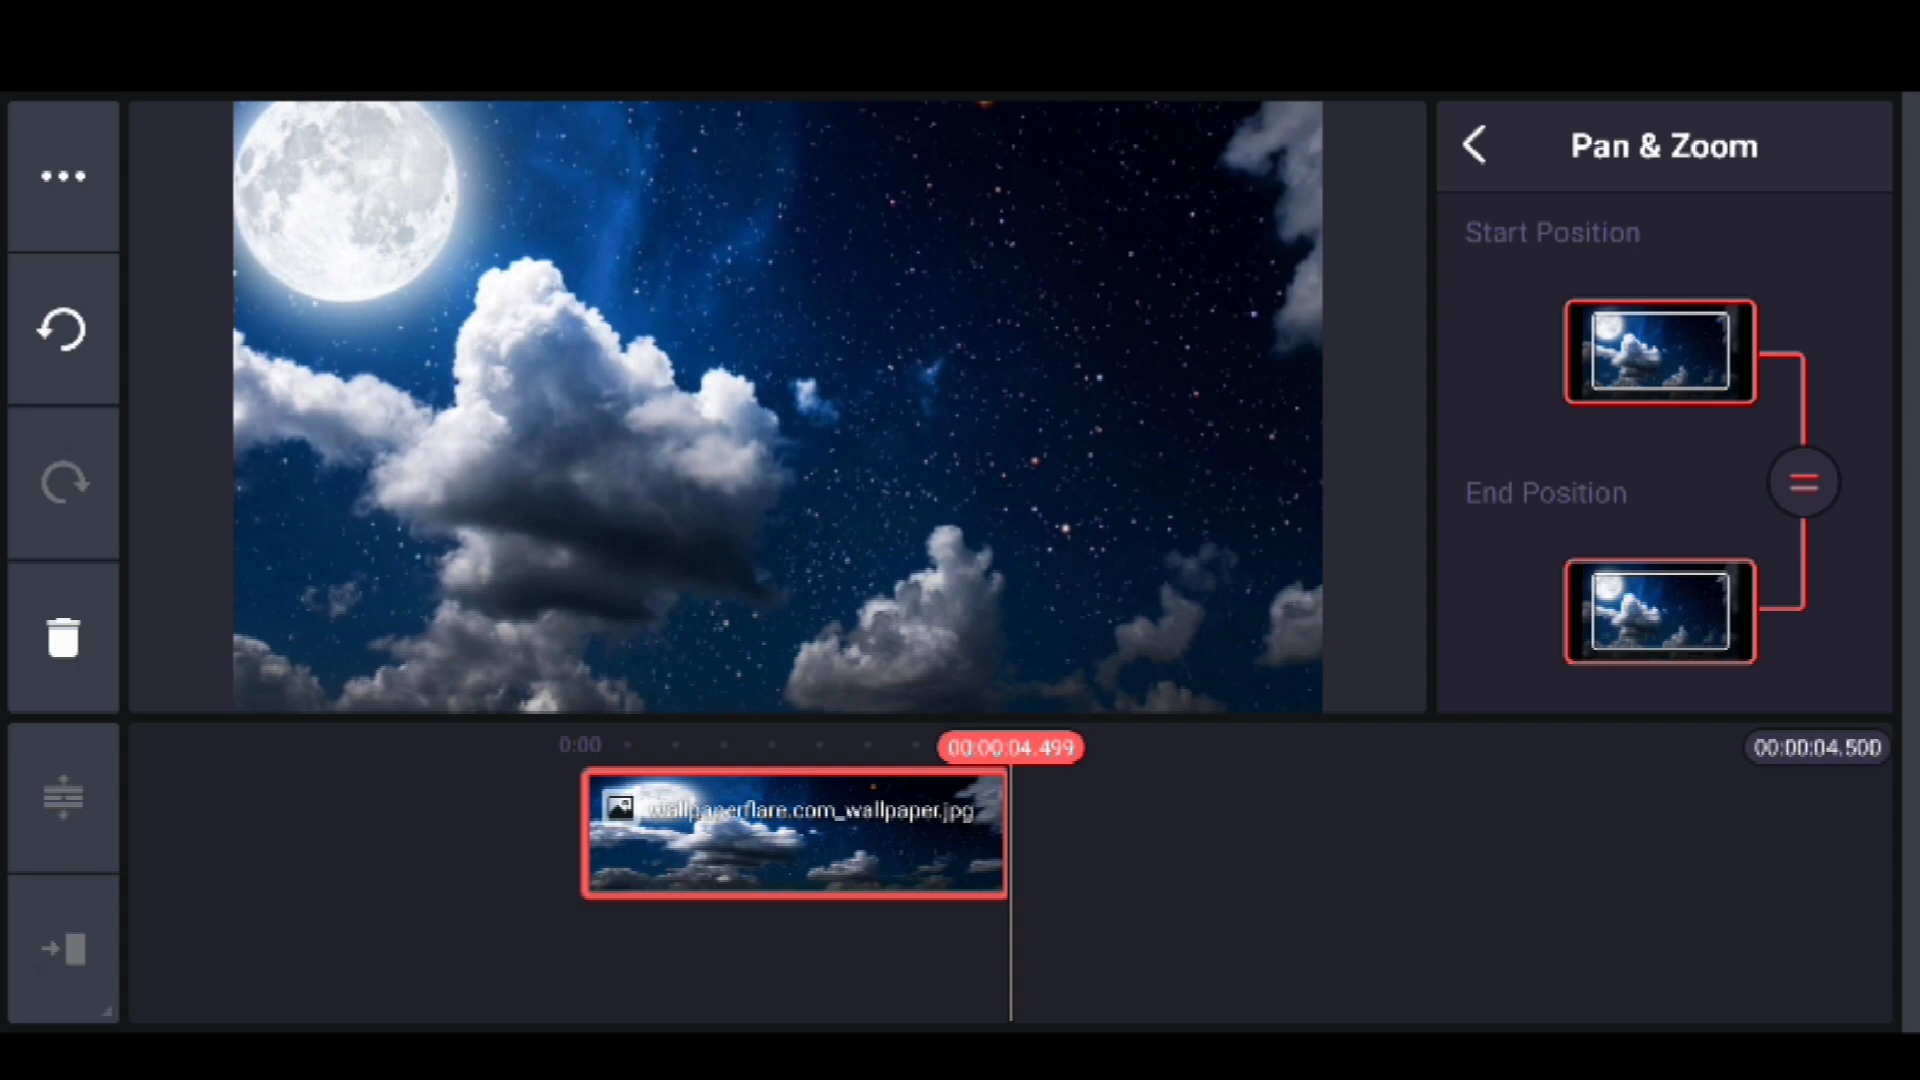 Pan & Zoom
Start Position
End Position
0:00
00:00:04.499
00:00:04.500
wallpaperflare.com_wallpaper.jpg